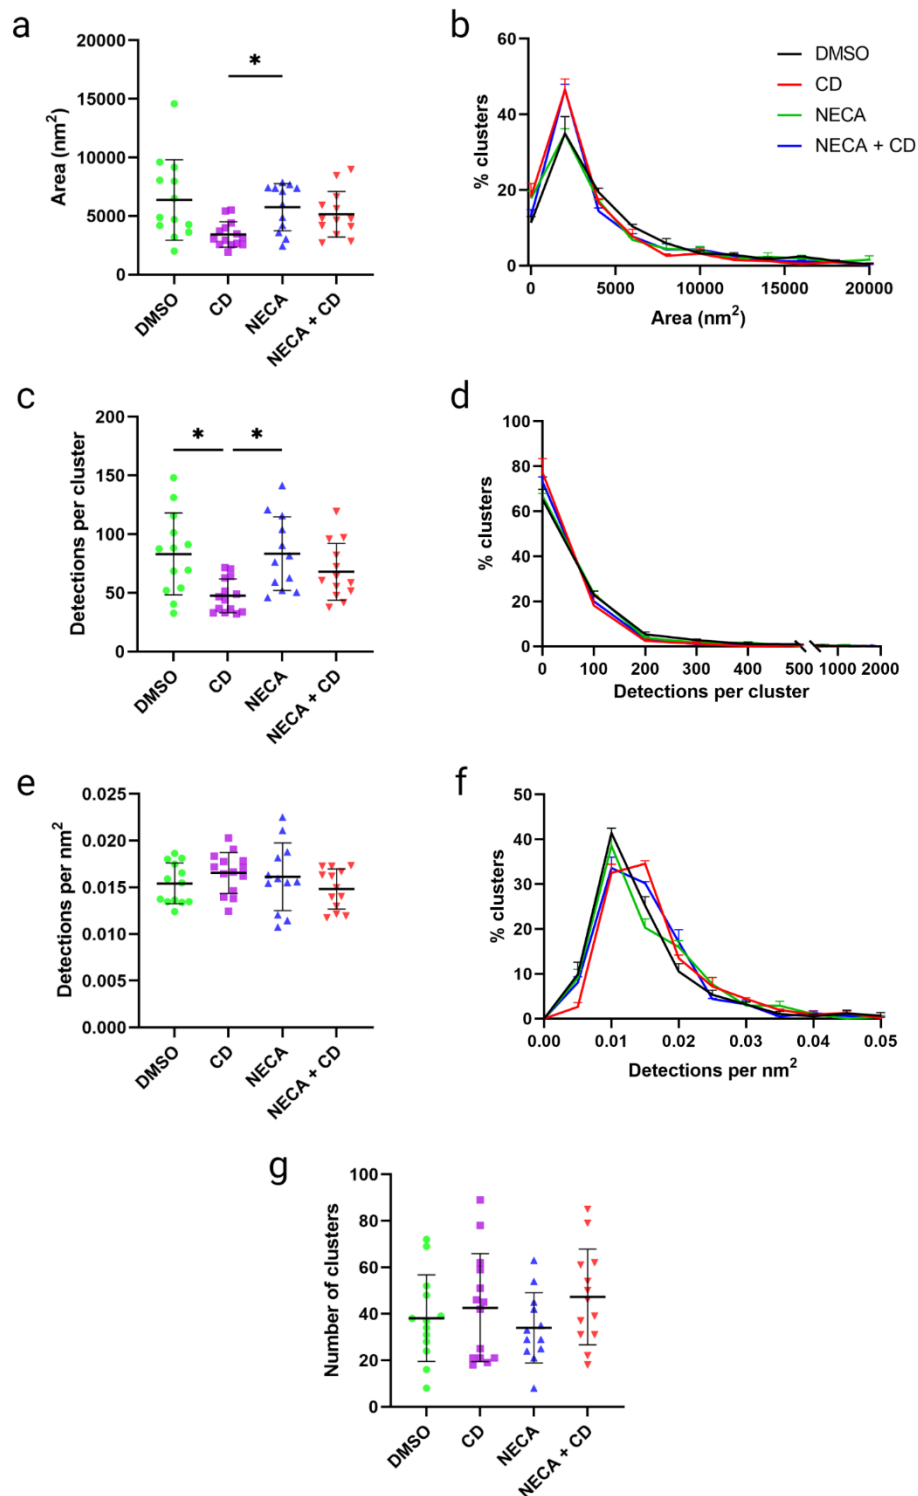 a
20000
15000
10000
5000
0
Area (nm²)
*
DMSO
CD
NECA
NECA + CD
b
60
40
20
0
% clusters
0 5000 10000 15000 20000
Area (nm²)
DMSO
CD
NECA
NECA + CD
c
200
150
100
50
0
Detections per cluster
* *
DMSO
CD
NECA
NECA + CD
d
100
80
60
40
20
0
% clusters
0 100 200 300 400 500 1000 2000
Detections per cluster
e
0.025
0.020
0.015
0.010
0.005
0.000
Detections per nm²
DMSO
CD
NECA
NECA + CD
f
50
40
30
20
10
0
% clusters
0.00 0.01 0.02 0.03 0.04 0.05
Detections per nm²
g
100
80
60
40
20
0
Number of clusters
DMSO
CD
NECA
NECA + CD